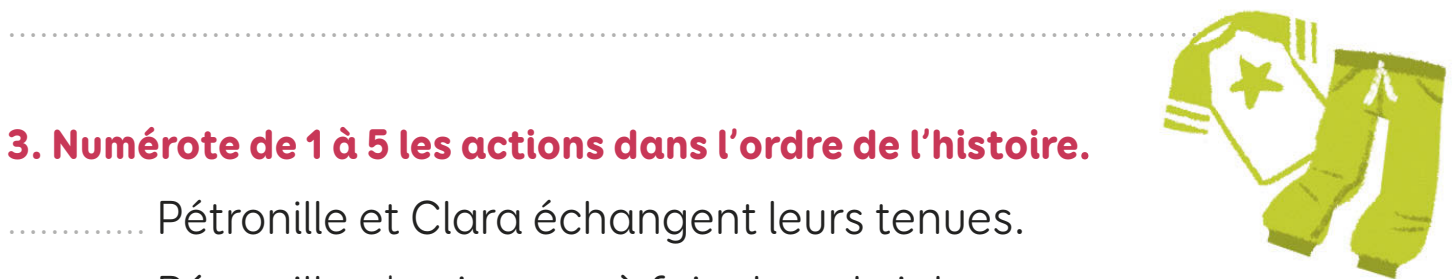 3. Numérote de 1 à 5 les actions dans l'ordre de l'histoire.
............. Pétronille et Clara échangent leurs tenues.